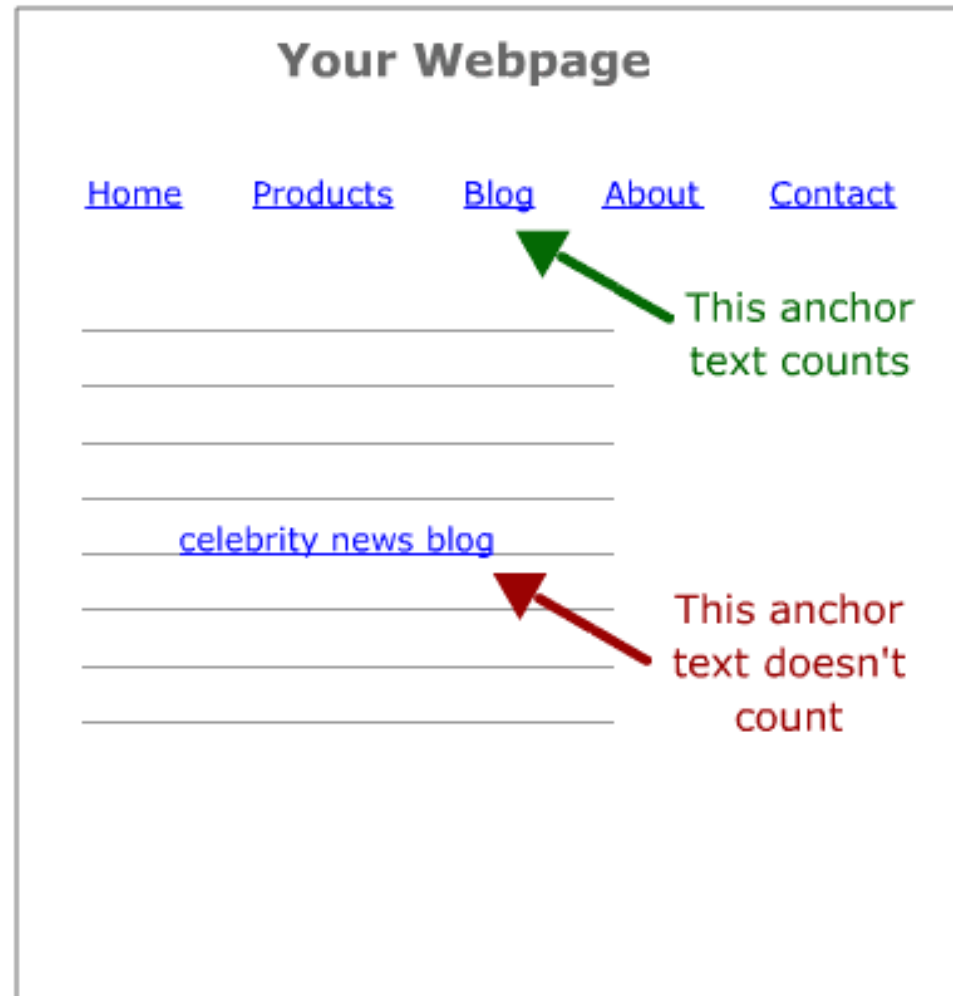 Your Webpage
Home Products Blog About Contact
This anchor
text counts
celebrity news blog
This anchor
text doesn't
count